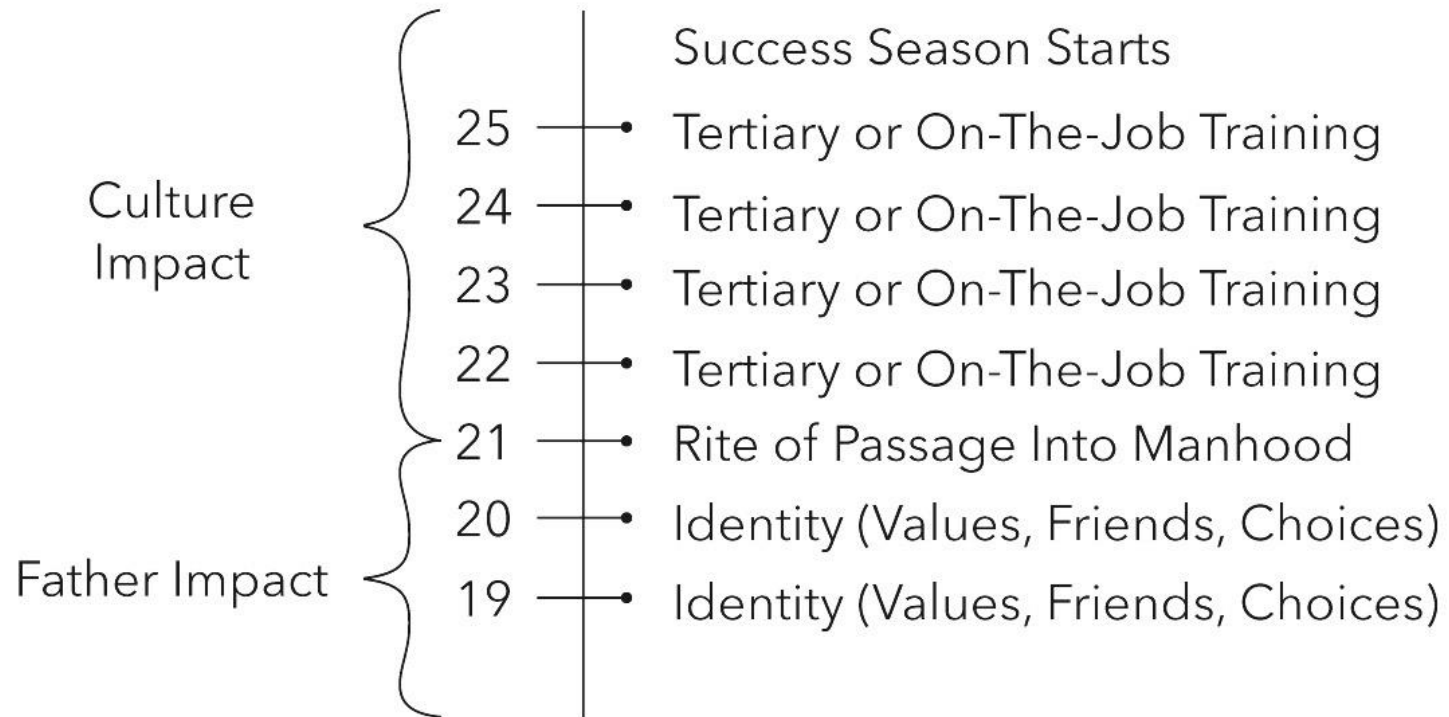 Success Season Starts
25 Tertiary or On-The-Job Training
24 Tertiary or On-The-Job Training
Culture
Impact
23 Tertiary or On-The-Job Training
22 Tertiary or On-The-Job Training
21 Rite of Passage Into Manhood
20 Identity (Values, Friends, Choices)
Father Impact
19 Identity (Values, Friends, Choices)